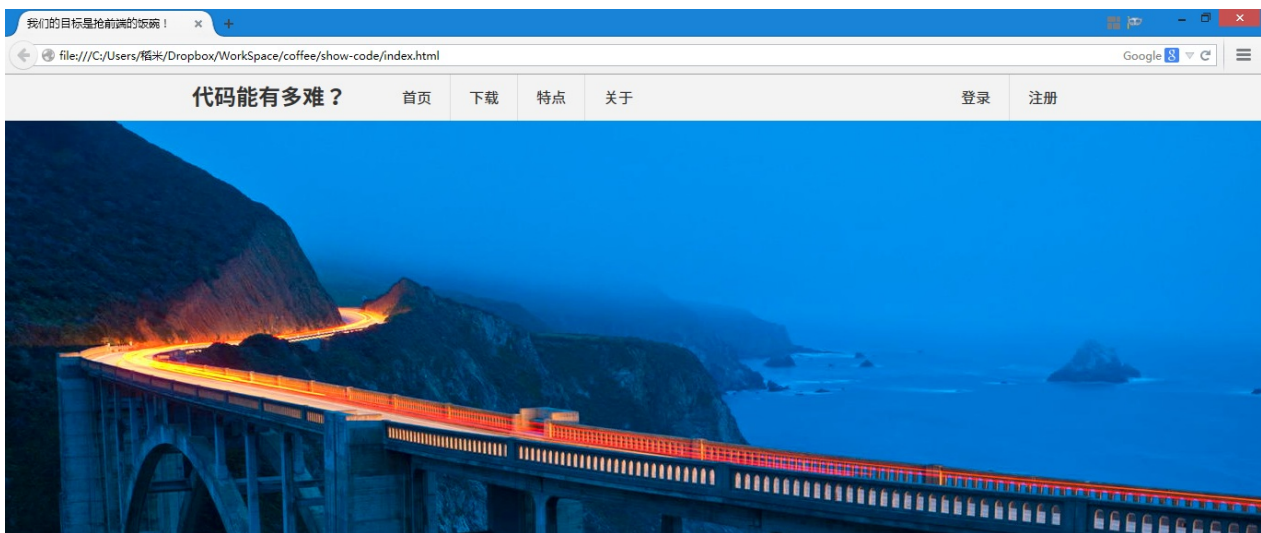 我们的目标是抢前端的饭碗！
file:///C:/Users/稻米/Dropbox/WorkSpace/coffee/show-code/index.html
Google 8
代码能有多难？ 首页 下载 特点 关于 登录 注册